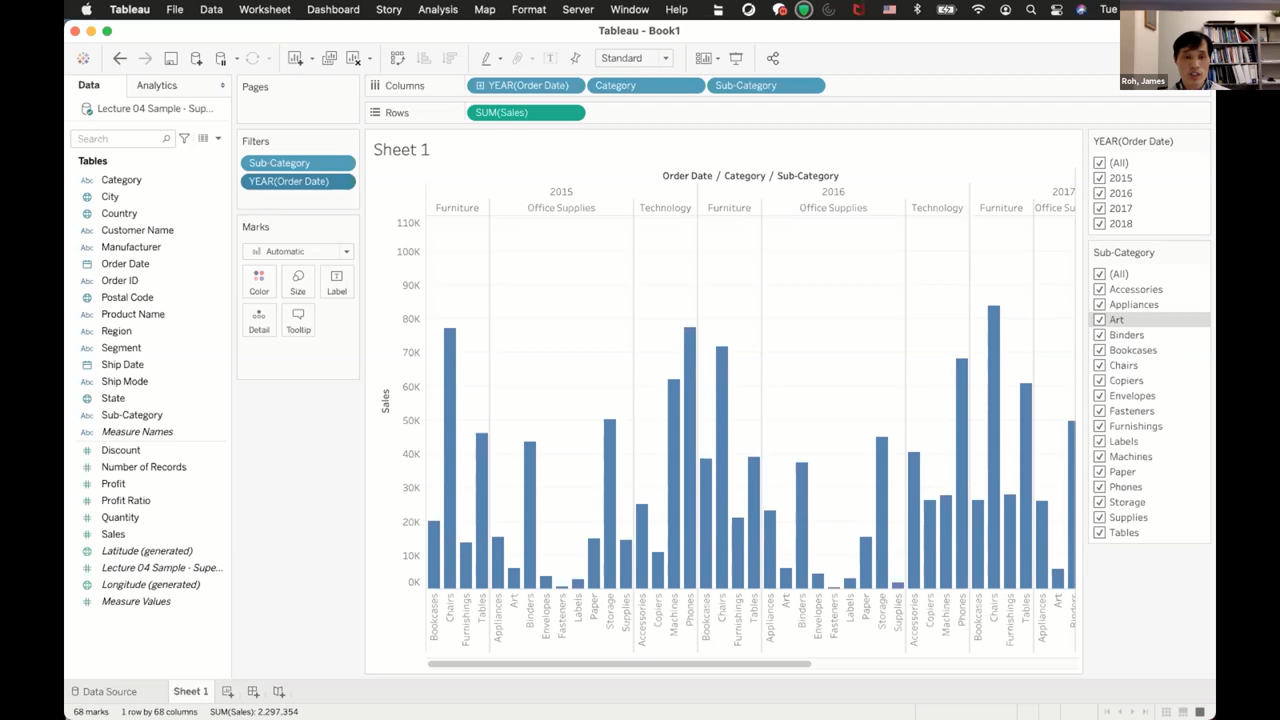 Tableau File Data Worksheet Dashboard Story Analysis Map Format Server Window Help Tue
Tableau - Book1
Roh, James
Standard
Data Analytics
Lecture 04 Sample - Sup...
Search
Tables
Abc Category
City
Country
Abc Customer Name
Abc Manufacturer
Order Date
Abc Order ID
Postal Code
Abc Product Name
Abc Region
Abc Segment
Ship Date
Abc Ship Mode
State
Abc Sub-Category
Abc Measure Names
# Discount
# Number of Records
# Profit
# Profit Ratio
# Quantity
# Sales
Latitude (generated)
# Lecture 04 Sample - Supe...
Longitude (generated)
# Measure Values
Pages
Filters
Sub-Category
YEAR(Order Date)
Marks
Automatic
Color Size Label
Detail Tooltip
Columns YEAR(Order Date) Category Sub-Category
Rows SUM(Sales)
Sheet 1
Order Date / Category / Sub-Category
2015 2016 2017
Furniture Office Supplies Technology Furniture Office Supplies Technology Furniture Office Su
110K
100K
90K
80K
70K
60K
50K
40K
30K
20K
10K
0K
Sales
Bookcases
Chairs
Furnishings
Tables
Appliances
Art
Binders
Envelopes
Fasteners
Labels
Paper
Storage
Supplies
Accessories
Copiers
Machines
Phones
Bookcases
Chairs
Furnishings
Tables
Appliances
Art
Binders
Envelopes
Fasteners
Labels
Paper
Storage
Supplies
Accessories
Copiers
Machines
Phones
Bookcases
Chairs
Furnishings
Tables
Appliances
Art
Binders
YEAR(Order Date)
(All)
2015
2016
2017
2018
Sub-Category
(All)
Accessories
Appliances
Art
Binders
Bookcases
Chairs
Copiers
Envelopes
Fasteners
Furnishings
Labels
Machines
Paper
Phones
Storage
Supplies
Tables
Data Source Sheet 1
68 marks 1 row by 68 columns SUM(Sales): 2,297,354